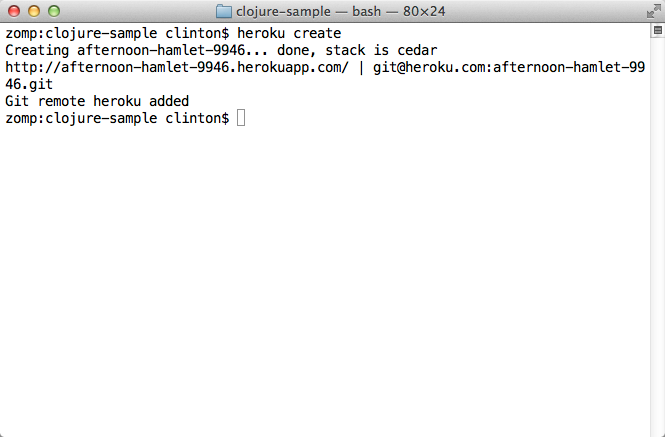 clojure-sample — bash — 80×24
zomp:clojure-sample clinton$ heroku create
Creating afternoon-hamlet-9946... done, stack is cedar
http://afternoon-hamlet-9946.herokuapp.com/ | git@heroku.com:afternoon-hamlet-99
46.git
Git remote heroku added
zomp:clojure-sample clinton$